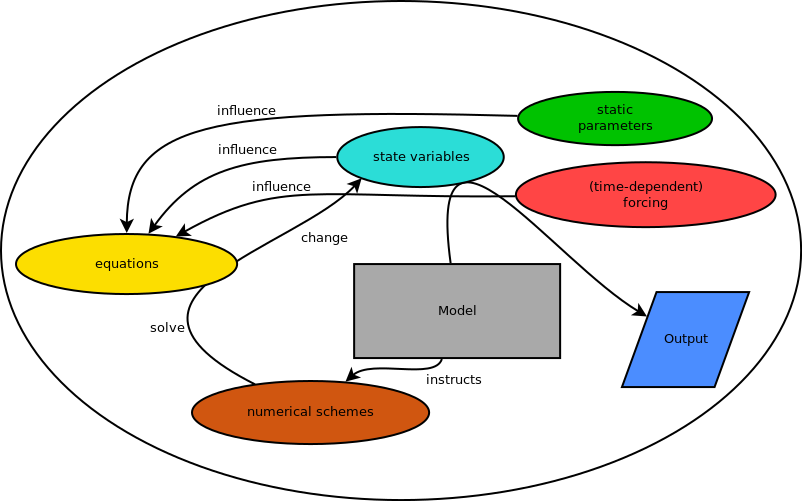 influence
static
parameters
influence
state variables
influence
(time-dependent)
forcing
change
equations
Model
solve
Output
instructs
numerical schemes